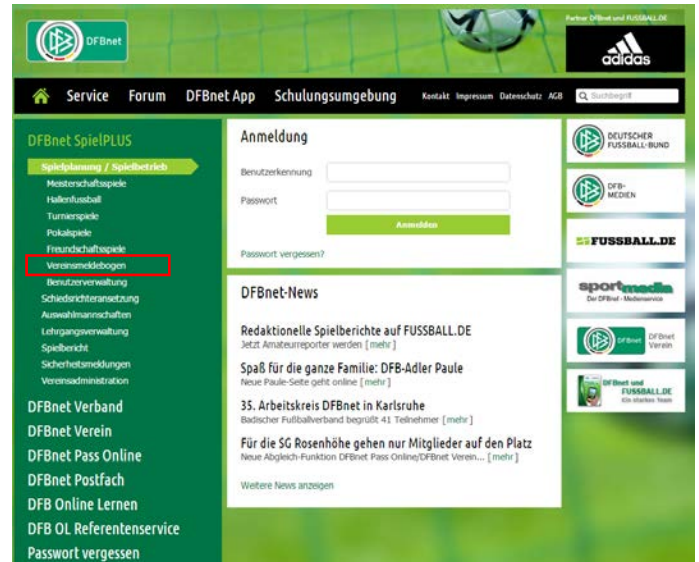 DFBnet
Partner DFBnet und FUSSBALL.DE
adidas
Service Forum DFBnet App Schulungsumgebung Kontakt Impressum Datenschutz AGB Suchbegriff
DFBnet SpielPLUS
Spielplanung / Spielbetrieb
Meisterschaftsspiele
Hallenfussball
Turnierspiele
Pokalspiele
Freundschaftsspiele
Vereinsmeldebogen
Benutzerverwaltung
Schiedsrichteransetzung
Auswahlmannschaften
Lehrgangsverwaltung
Spielbericht
Sicherheitsmeldungen
Vereinsadministration
DFBnet Verband
DFBnet Verein
DFBnet Pass Online
DFBnet Postfach
DFB Online Lernen
DFB OL Referentenservice
Passwort vergessen
Anmeldung
Benutzerkennung
Passwort
Anmelden
Passwort vergessen?
DFBnet-News
Redaktionelle Spielberichte auf FUSSBALL.DE
Jetzt Amateurreporter werden [mehr]
Spaß für die ganze Familie: DFB-Adler Paule
Neue Paule-Seite geht online [mehr]
35. Arbeitskreis DFBnet in Karlsruhe
Badischer Fußballverband begrüßt 41 Teilnehmer [mehr]
Für die SG Rosenhöhe gehen nur Mitglieder auf den Platz
Neue Abgleich-Funktion DFBnet Pass Online/DFBnet Verein... [mehr]
Weitere News anzeigen
DEUTSCHER
FUSSBALL-BUND
DFB-
MEDIEN
FUSSBALL.DE
sportmedia
Der DFBnet - Medienservice
DFBnet
DFBnet
Verein
DFBnet und
FUSSBALL.DE
Ein starkes Team